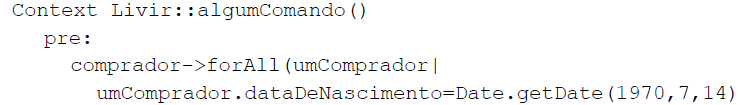 Context Livir::algumComando()
pre:
comprador->forAll(umComprador|
umComprador.dataDeNascimento=Date.getDate(1970,7,14)